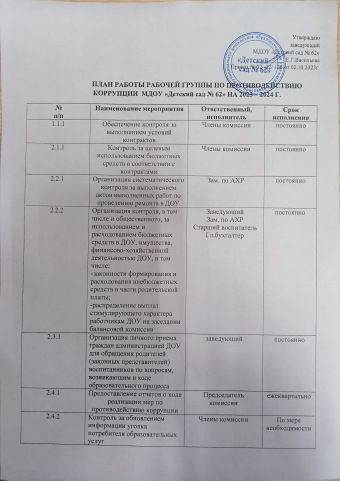 Утверждаю
заведующий
МДОУ «Детский сад № 62»
Е.Г Васильева
от 02.10.2023г
«Детский
сад № 62»
ПЛАН РАБОТЫ РАБОЧЕЙ ГРУППЫ ПО ПРОТИВОДЕЙСТВИЮ
КОРРУПЦИИ МДОУ «Детский сад № 62» НА 2023 – 2024 Г.
№ п/п Наименование мероприятия Ответственный, исполнитель Срок исполнения
1.1.1 Обеспечение контроля за Члены комиссии постоянно
выполнением условий
контрактов
2.1.1 Контроль за целевым Члены комиссии постоянно
использованием бюджетных
средств в соответствии с
контрактами
2.2.1 Организация систематического Зам. по АХР постоянно
контроля за выполнением
актов выполненных работ по
проведению ремонта в ДОУ
2.2.2 Организация контроля, в том Заведующий постоянно
числе и общественного, за Зам. по АХР
использованием и Старший воспитатель
расходованием бюджетных Гл.бухгалтер
средств в ДОУ, имущества,
финансово-хозяйственной
деятельностью ДОУ, в том
числе:
-законности формирования и
расходования внебюджетных
средств в части родительской
платы;
-распределение выплат
стимулирующего характера
работникам ДОУ на заседании
балансовой комиссии
2.3.1 Организация личного приема заведующий постоянно
граждан администрацией ДОУ
для обращения родителей
(законных представителей)
воспитанников по вопросам,
возникающим в ходе
образовательного процесса
2.4.1 Предоставление отчетов о ходе Председатель ежеквартально
реализации мер по комиссии
противодействию коррупции
2.4.2 Контроль за обновлением Члены комиссии По мере
информации уголка необходимости
потребителя образовательных
услуг